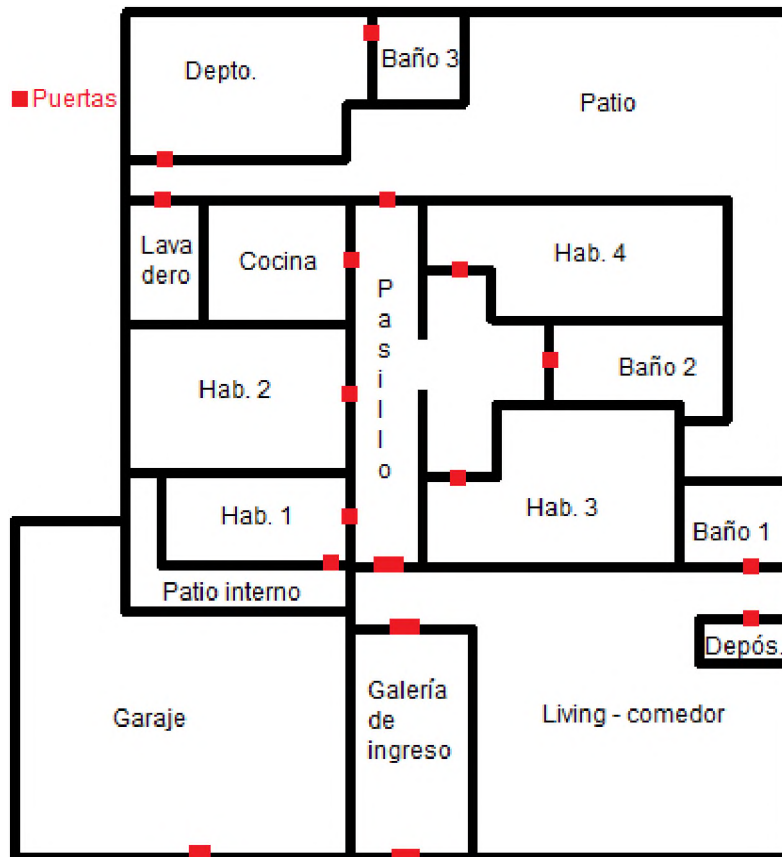 Depto.
Baño 3
Puertas
Patio
Lava
dero
Cocina
Hab. 4
Pasillo
Baño 2
Hab. 2
Hab. 1
Hab. 3
Baño 1
Patio interno
Depós.
Galería
de
ingreso
Garaje
Living - comedor